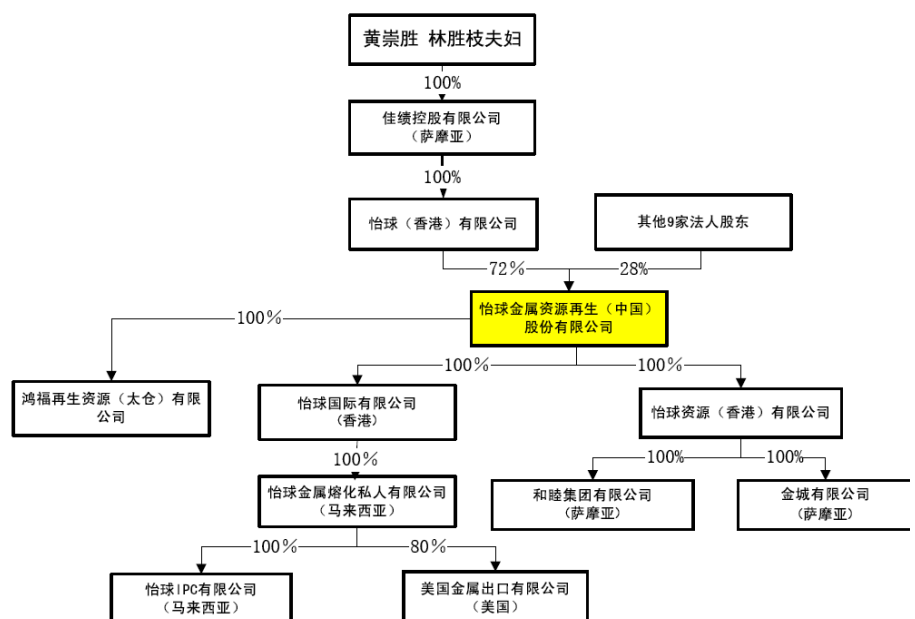 黄崇胜 林胜枝夫妇
100%
佳绩控股有限公司
（萨摩亚）
100%
怡球（香港）有限公司
其他9家法人股东
72%
28%
怡球金属资源再生（中国）
股份有限公司
100%
100%
100%
鸿福再生资源（太仓）有限
公司
怡球国际有限公司
(香港)
怡球资源（香港）有限公司
100%
100%
100%
怡球金属熔化私人有限公司
（马来西亚）
和睦集团有限公司
（萨摩亚）
金城有限公司
（萨摩亚）
100%
80%
怡球IPC有限公司
（马来西亚）
美国金属出口有限公司
（美国）